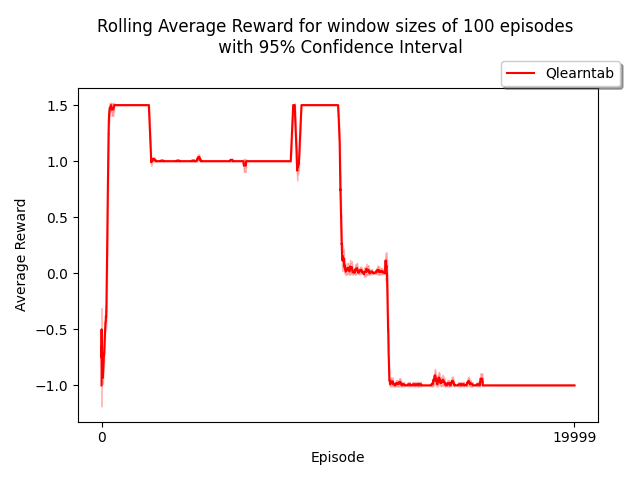 Rolling Average Reward for window sizes of 100 episodes
with 95% Confidence Interval
Qlearntab
1.5
1.0
0.5
0.0
−0.5
−1.0
Average Reward
0
19999
Episode